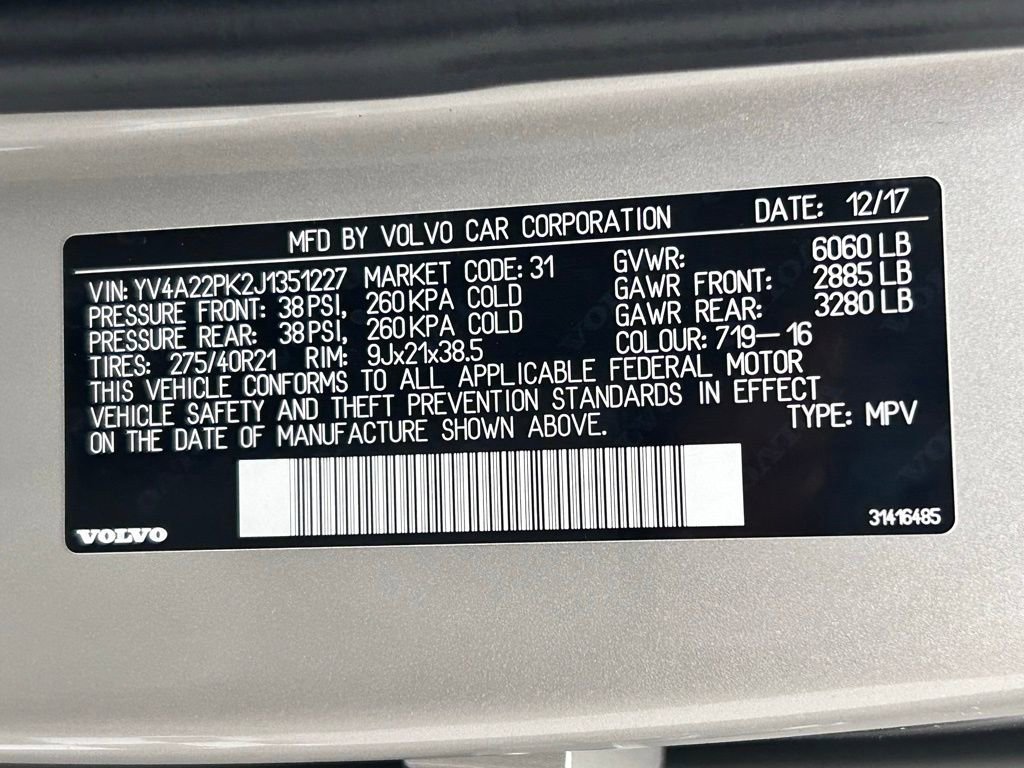 MFD BY VOLVO CAR CORPORATION DATE: 12/17
VIN: YV4A22PK2J1351227 MARKET CODE: 31 GVWR: 6060 LB
PRESSURE FRONT: 38 PSI, 260 KPA COLD GAWR FRONT: 2885 LB
PRESSURE REAR: 38 PSI, 260 KPA COLD GAWR REAR: 3280 LB
TIRES: 275/40R21 RIM: 9Jx21x38.5 COLOUR: 719-16
THIS VEHICLE CONFORMS TO ALL APPLICABLE FEDERAL MOTOR
VEHICLE SAFETY AND THEFT PREVENTION STANDARDS IN EFFECT
ON THE DATE OF MANUFACTURE SHOWN ABOVE. TYPE: MPV
VOLVO 31416485